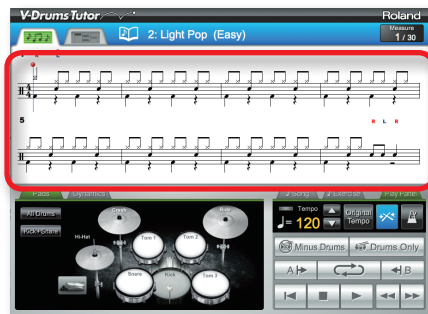 V-Drums Tutor
Roland
2: Light Pop (Easy)
Measure
1 / 30
5
R L R
Pads Dynamics
Song Exercise Play Pane
All Drums
Kick+Snare
Crash
Ride
Hi-Hat
Tom 1
Tom 2
Snare
Kick
Tom 3
Tempo
♩= 120
Original
Tempo
Minus Drums
Drums Only
A
B